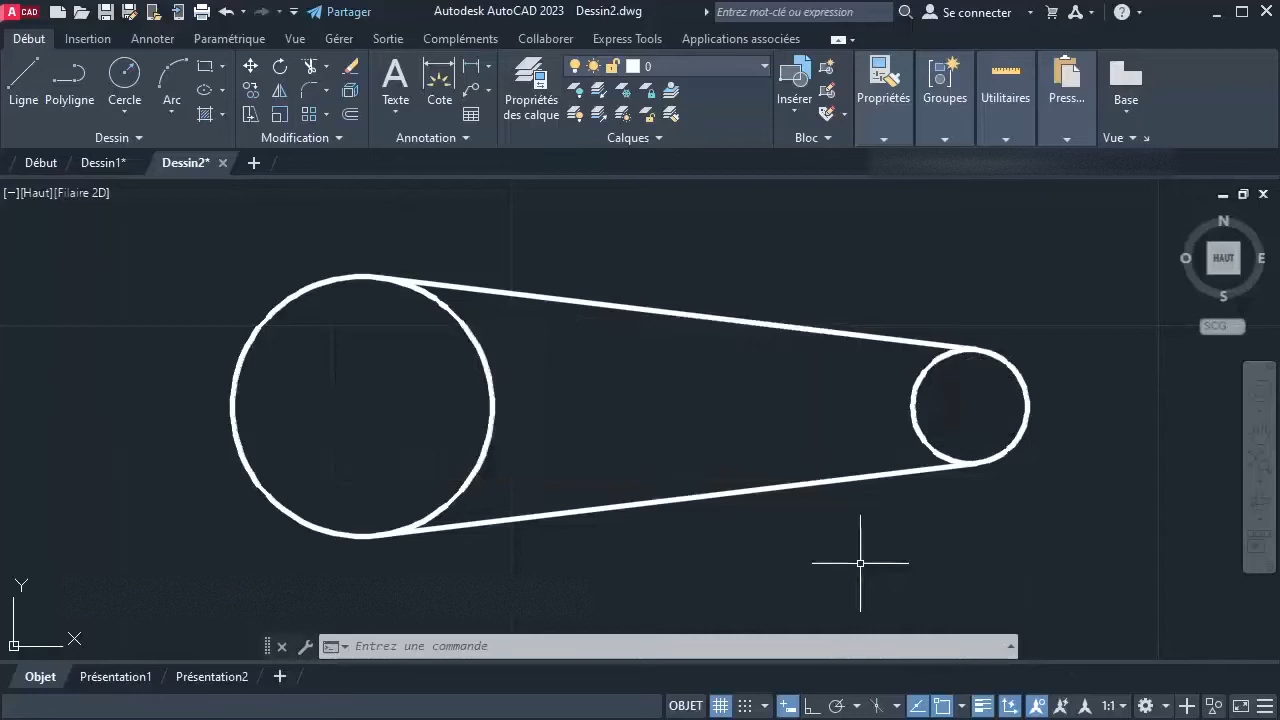 A CAD Partager Autodesk AutoCAD 2023 Dessin2.dwg Entrez mot-clé ou expression Se connecter ?
Début Insertion Annoter Paramétrique Vue Gérer Sortie Compléments Collaborer Express Tools Applications associées
0
Ligne Polyligne Cercle Arc
A Texte Cote
Propriétés des calque
Insérer
Propriétés Groupes Utilitaires Press... Base
Dessin Modification Annotation Calques Bloc Vue
Début Dessin1* Dessin2*
[−][Haut][Filaire 2D]
N
O HAUT E
S
SCG
Y
X
Entrez une commande
Objet Présentation1 Présentation2
OBJET 1:1